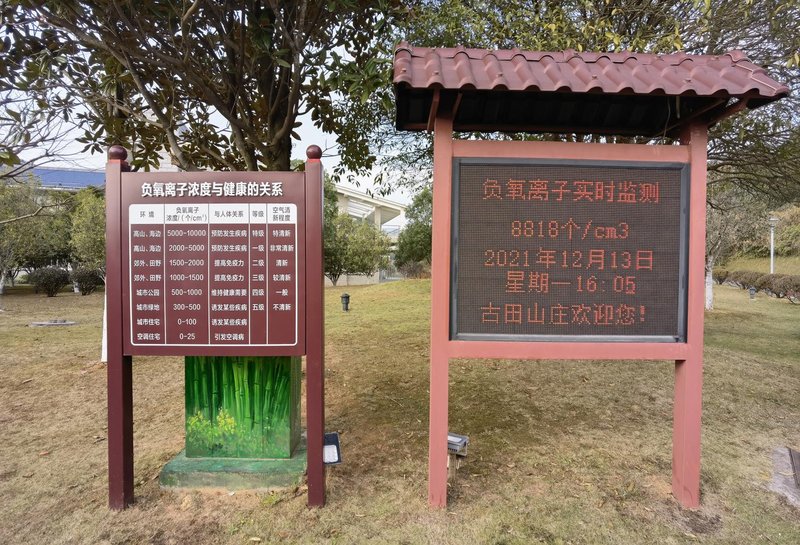 负氧离子浓度与健康的关系
环 境 负氧离子浓度/(个/cm³) 与人体关系 等级 空气清新程度
高山、海边 5000-10000 预防发生疾病 特级 特清新
高山、海边 2000-5000 预防发生疾病 一级 非常清新
郊外、田野 1500-2000 提高免疫力 二级 清新
郊外、田野 1000-1500 提高免疫力 三级 较清新
城市公园 500-1000 维持健康需要 四级 一般
城市绿地 300-500 诱发某些疾病 五级 不清新
城市住宅 0-100 诱发某些疾病
空调住宅 0-25 引发空调病
负氧离子实时监测
8818个/cm3
2021年12月13日
星期一16:05
古田山庄欢迎您!